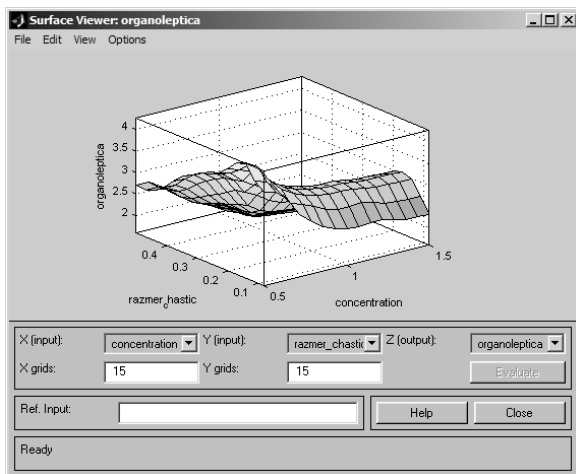 Surface Viewer: organoleptica
File Edit View Options
4
3.5
3
2.5
2
organoleptica
0.4
0.3
0.2
0.1
razmer_chastic
0.5
1
1.5
concentration
X (input): concentration Y (input): razmer_chastic Z (output): organoleptica
X grids: 15 Y grids: 15 Evaluate
Ref. Input: Help Close
Ready